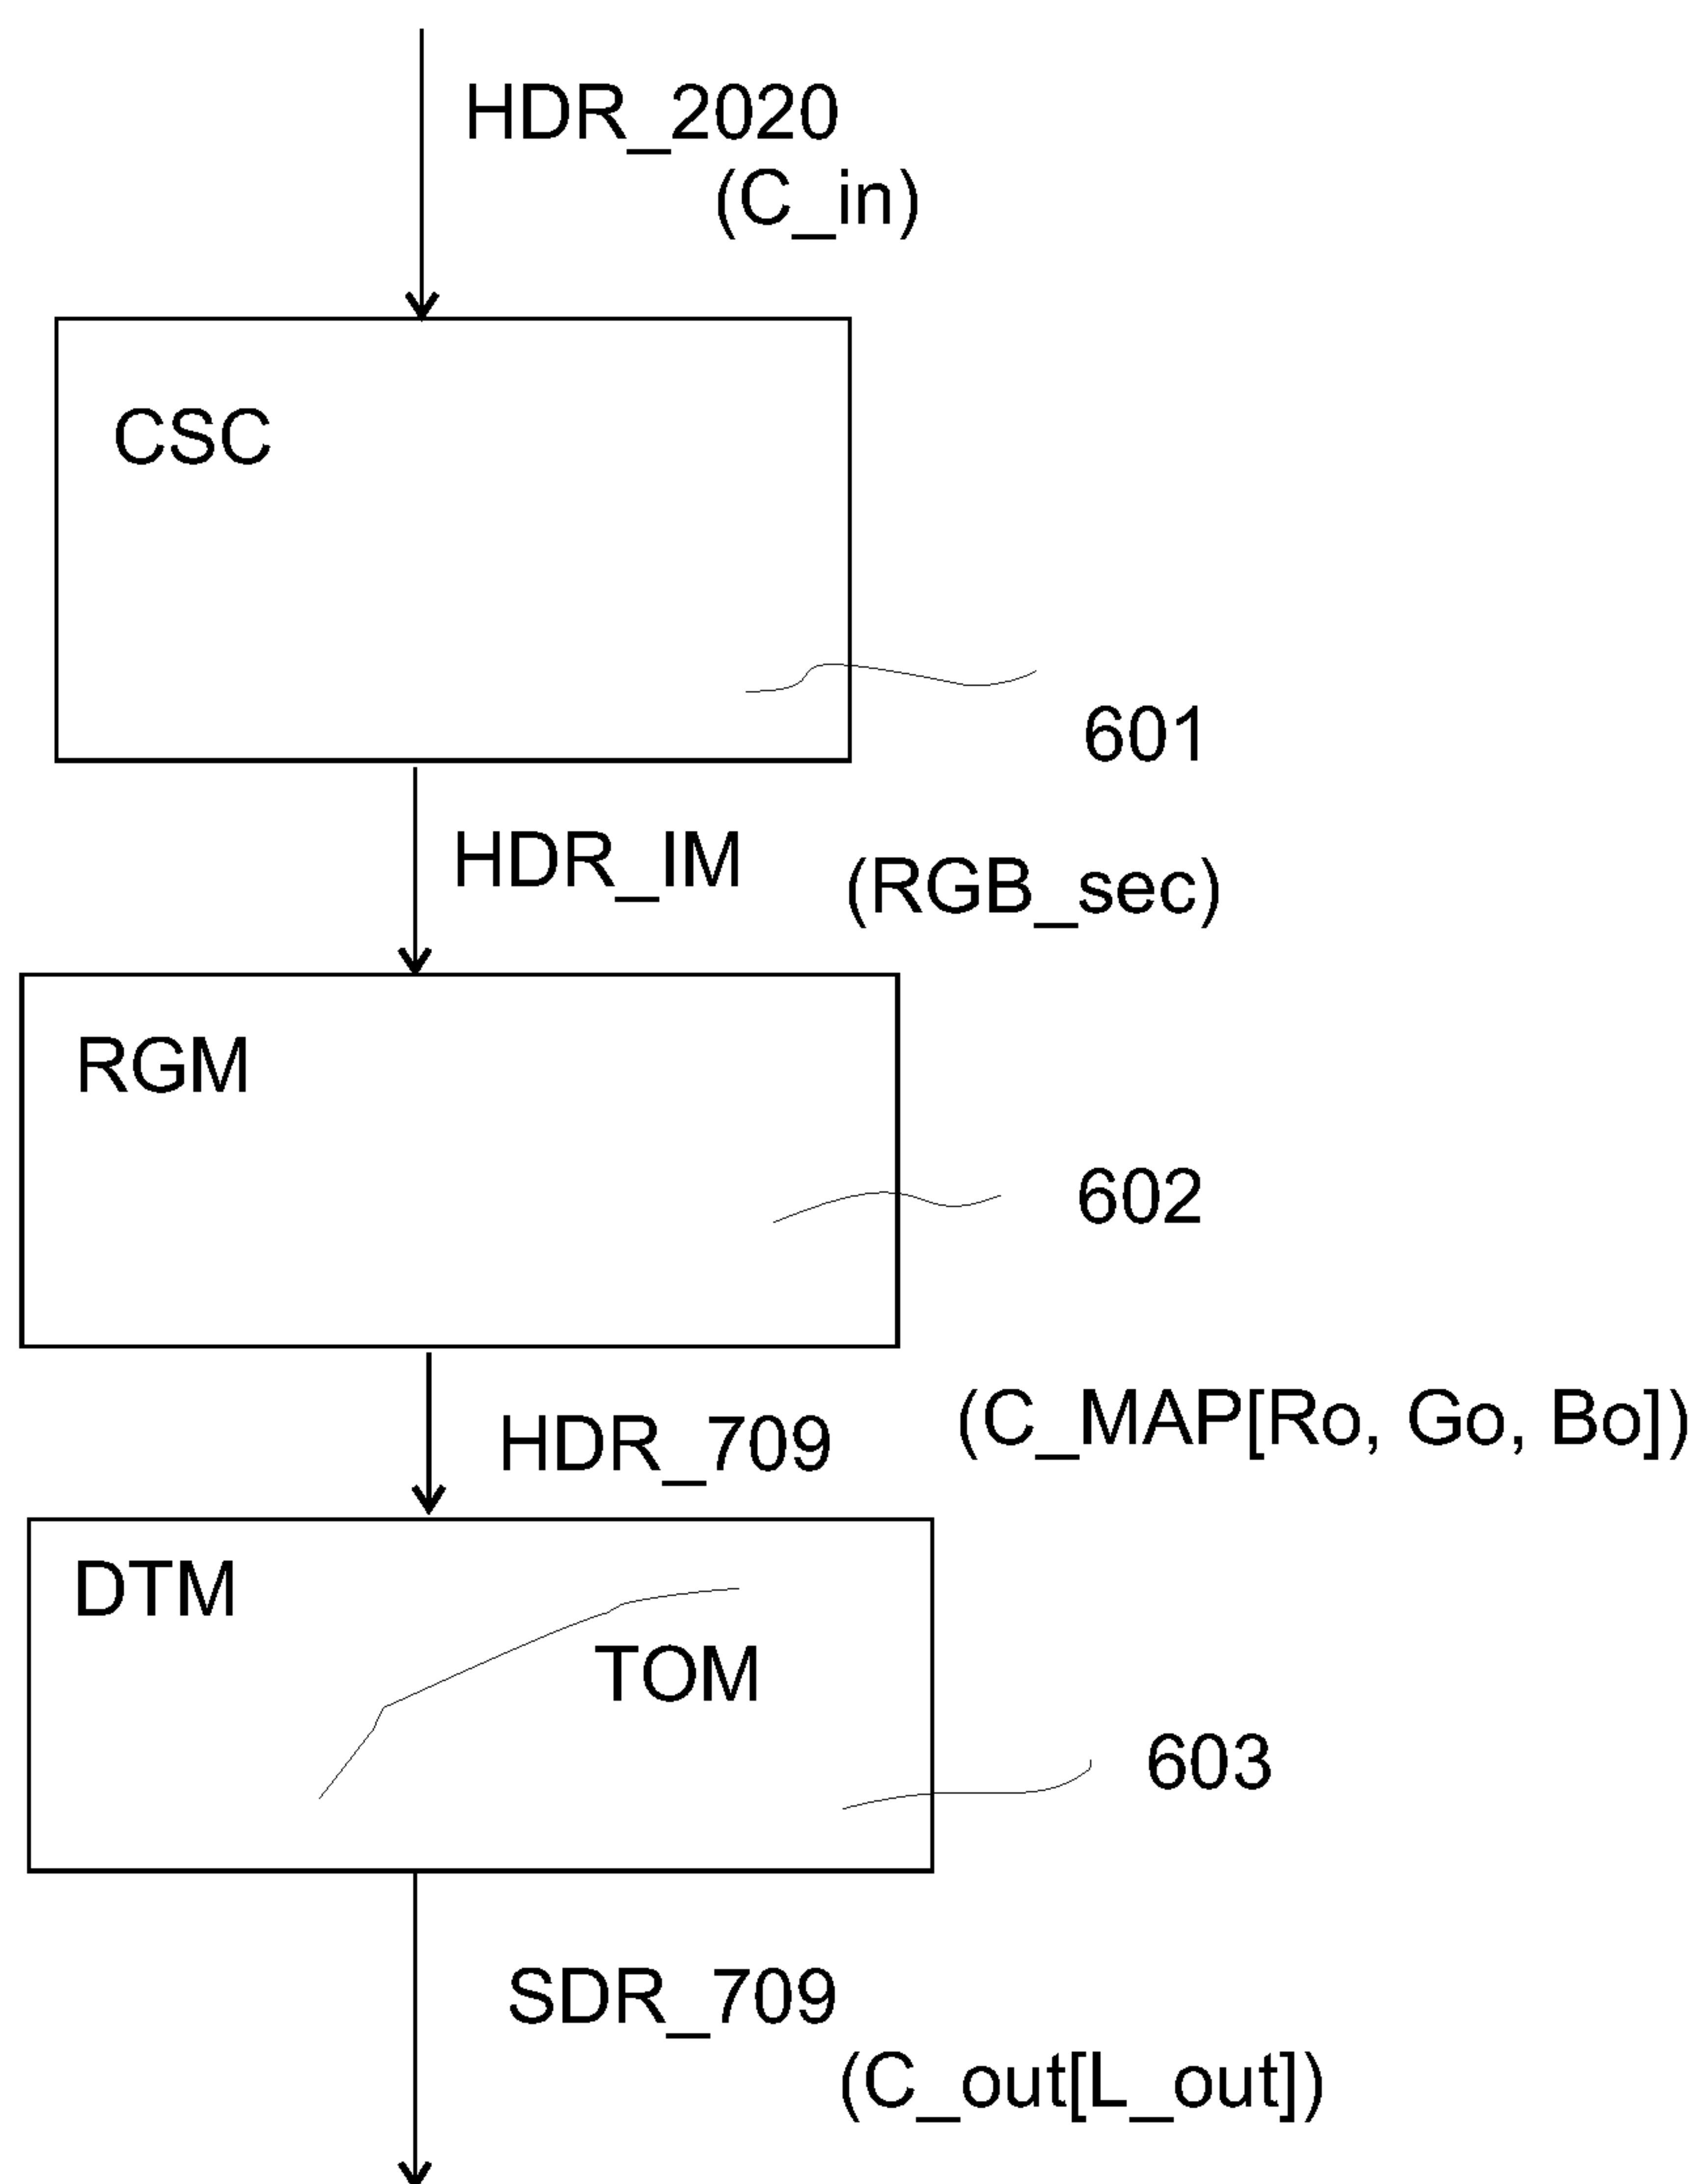 HDR_2020
(C_in)
CSC
601
HDR_IM
(RGB_sec)
RGM
602
(C_MAP[Ro, Go, Bo])
HDR_709
DTM
TOM
603
SDR_709
(C_out[L_out])